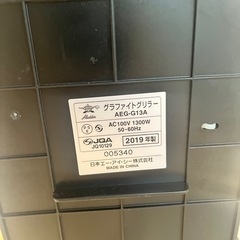 Aladdin
グラファイトグリラー
AEG-G13A
AC100V 1300W
50-60Hz
JQA
JQ10129
2019年製
005340
日本エー・アイ・シー株式会社
MADE IN CHINA